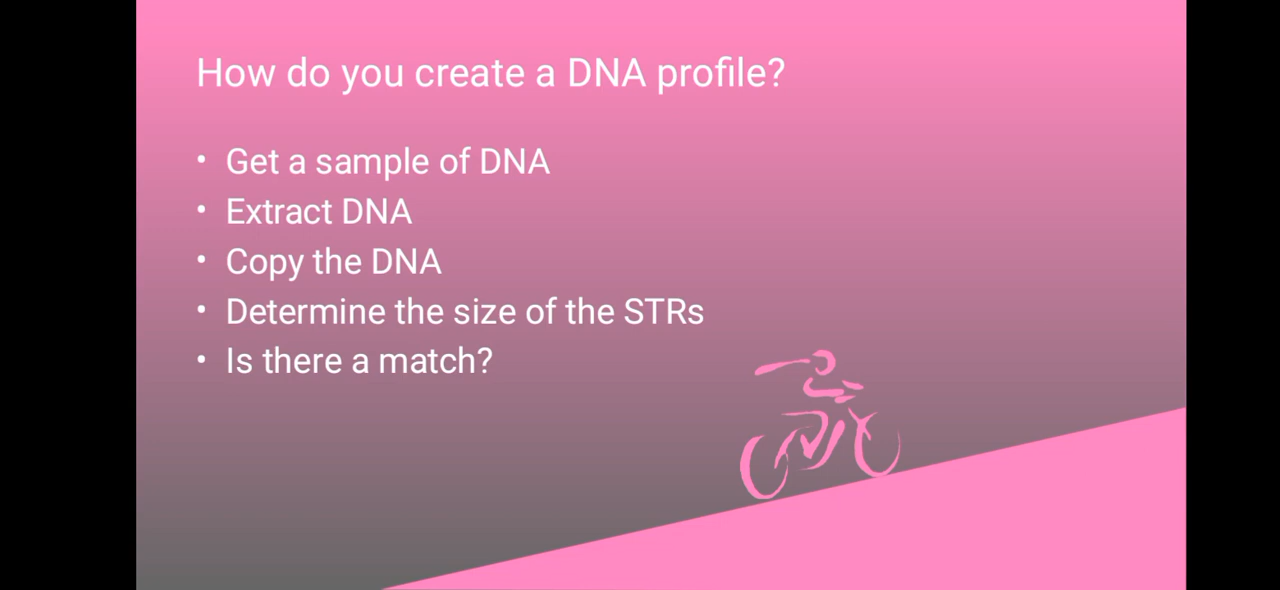 How do you create a DNA profile?
• Get a sample of DNA
• Extract DNA
• Copy the DNA
• Determine the size of the STRs
• Is there a match?